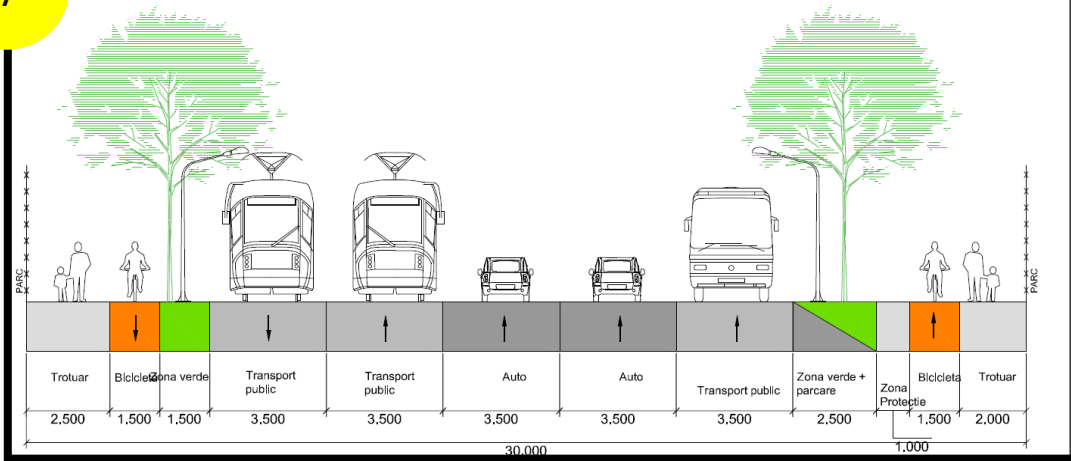 PARC
PARC
Trotuar
Bicicleta
Zona verde
Transport
public
Transport
public
Auto
Auto
Transport public
Zona verde +
parcare
Zona
Protectie
Bicicleta
Trotuar
2,500
1,500
1,500
3,500
3,500
3,500
3,500
3,500
2,500
1,500
2,000
1,000
30,000